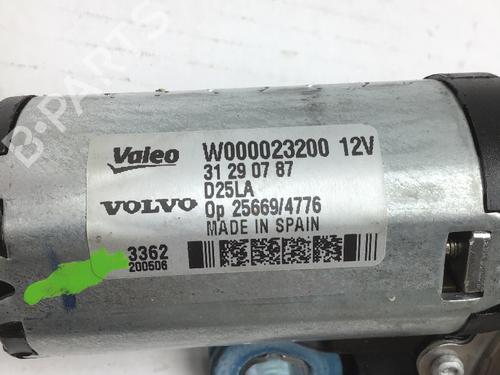 Valeo W000023200 12V
31 29 07 87
D25LA
VOLVO Op 25669/4776
MADE IN SPAIN
3362
200506
B-PARTS